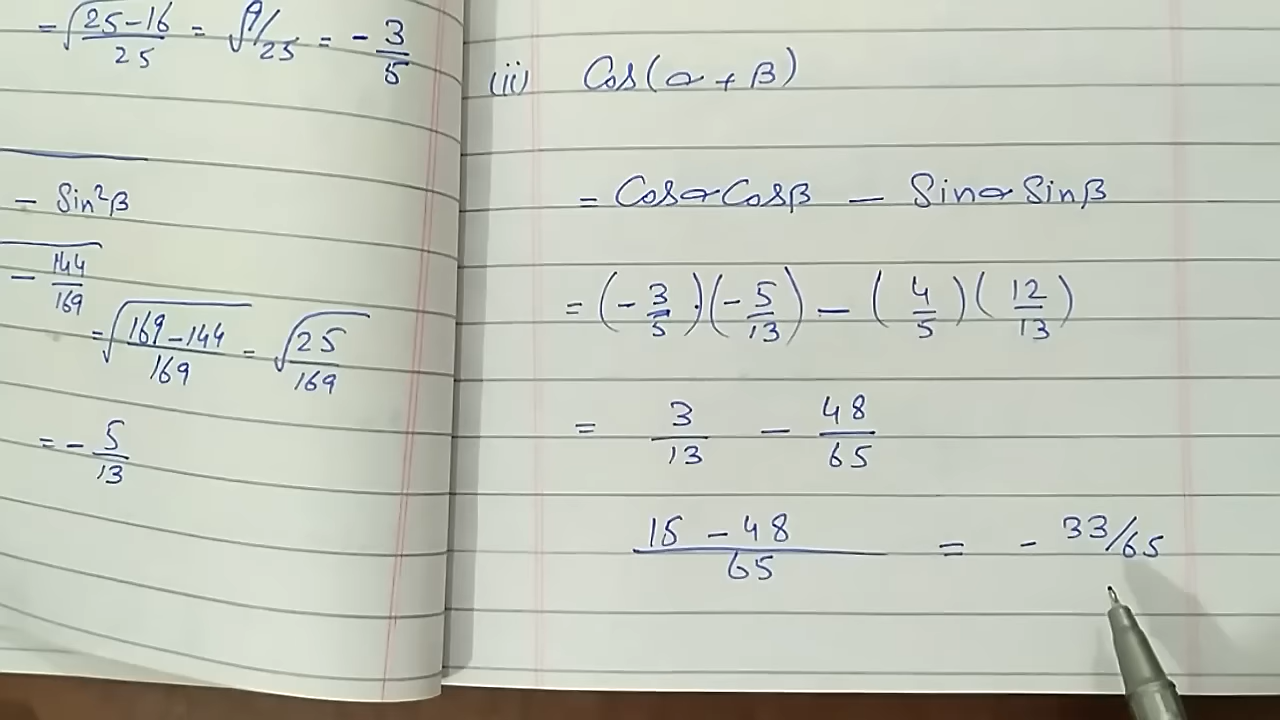 = √(25-16/25) = √9/25 = - 3/5
- Sin²β
- 144/169
= √(169-144/169) = √(25/169)
= - 5/13
(ii) Cos(α + β)
= Cosα Cosβ - Sinα Sinβ
= (- 3/5)·(- 5/13) - (4/5)(12/13)
= 3/13 - 48/65
15 - 48/65 = - 33/65